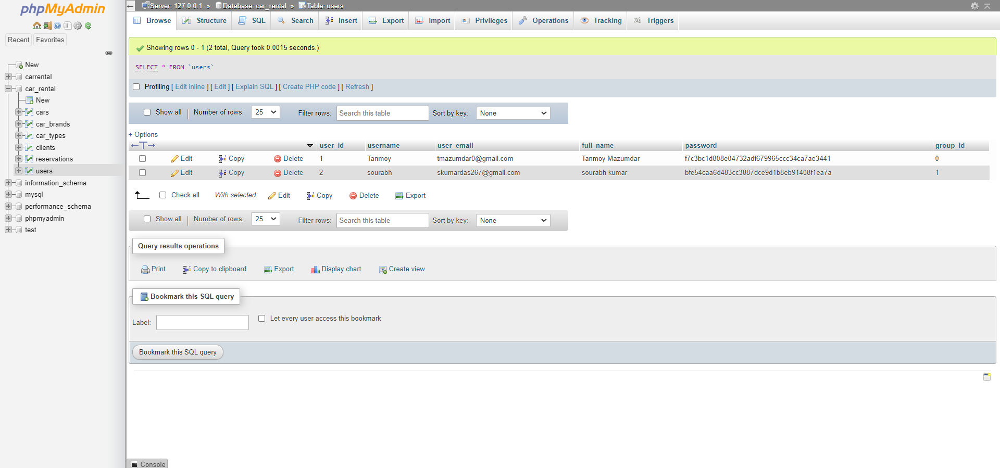 phpMyAdmin
Recent Favorites
New
carrental
car_rental
New
cars
car_brands
car_types
clients
reservations
users
information_schema
mysql
performance_schema
phpmyadmin
test
Server: 127.0.0.1 » Database: car_rental » Table: users
Browse Structure SQL Search Insert Export Import Privileges Operations Tracking Triggers
Showing rows 0 - 1 (2 total, Query took 0.0015 seconds.)
SELECT * FROM `users`
Profiling [ Edit inline ] [ Edit ] [ Explain SQL ] [ Create PHP code ] [ Refresh ]
Show all Number of rows: 25 Filter rows: Search this table Sort by key: None
+ Options
←T→ user_id username user_email full_name password group_id
Edit Copy Delete 1 Tanmoy tmazumdar0@gmail.com Tanmoy Mazumdar f7c3bc1d808e04732adf679965ccc34ca7ae3441 0
Edit Copy Delete 2 sourabh skumardas267@gmail.com sourabh kumar bfe54caa6d483cc3887dce9d1b8eb91408f1ea7a 1
Check all With selected: Edit Copy Delete Export
Show all Number of rows: 25 Filter rows: Search this table Sort by key: None
Query results operations
Print Copy to clipboard Export Display chart Create view
Bookmark this SQL query
Label: Let every user access this bookmark
Bookmark this SQL query
Console